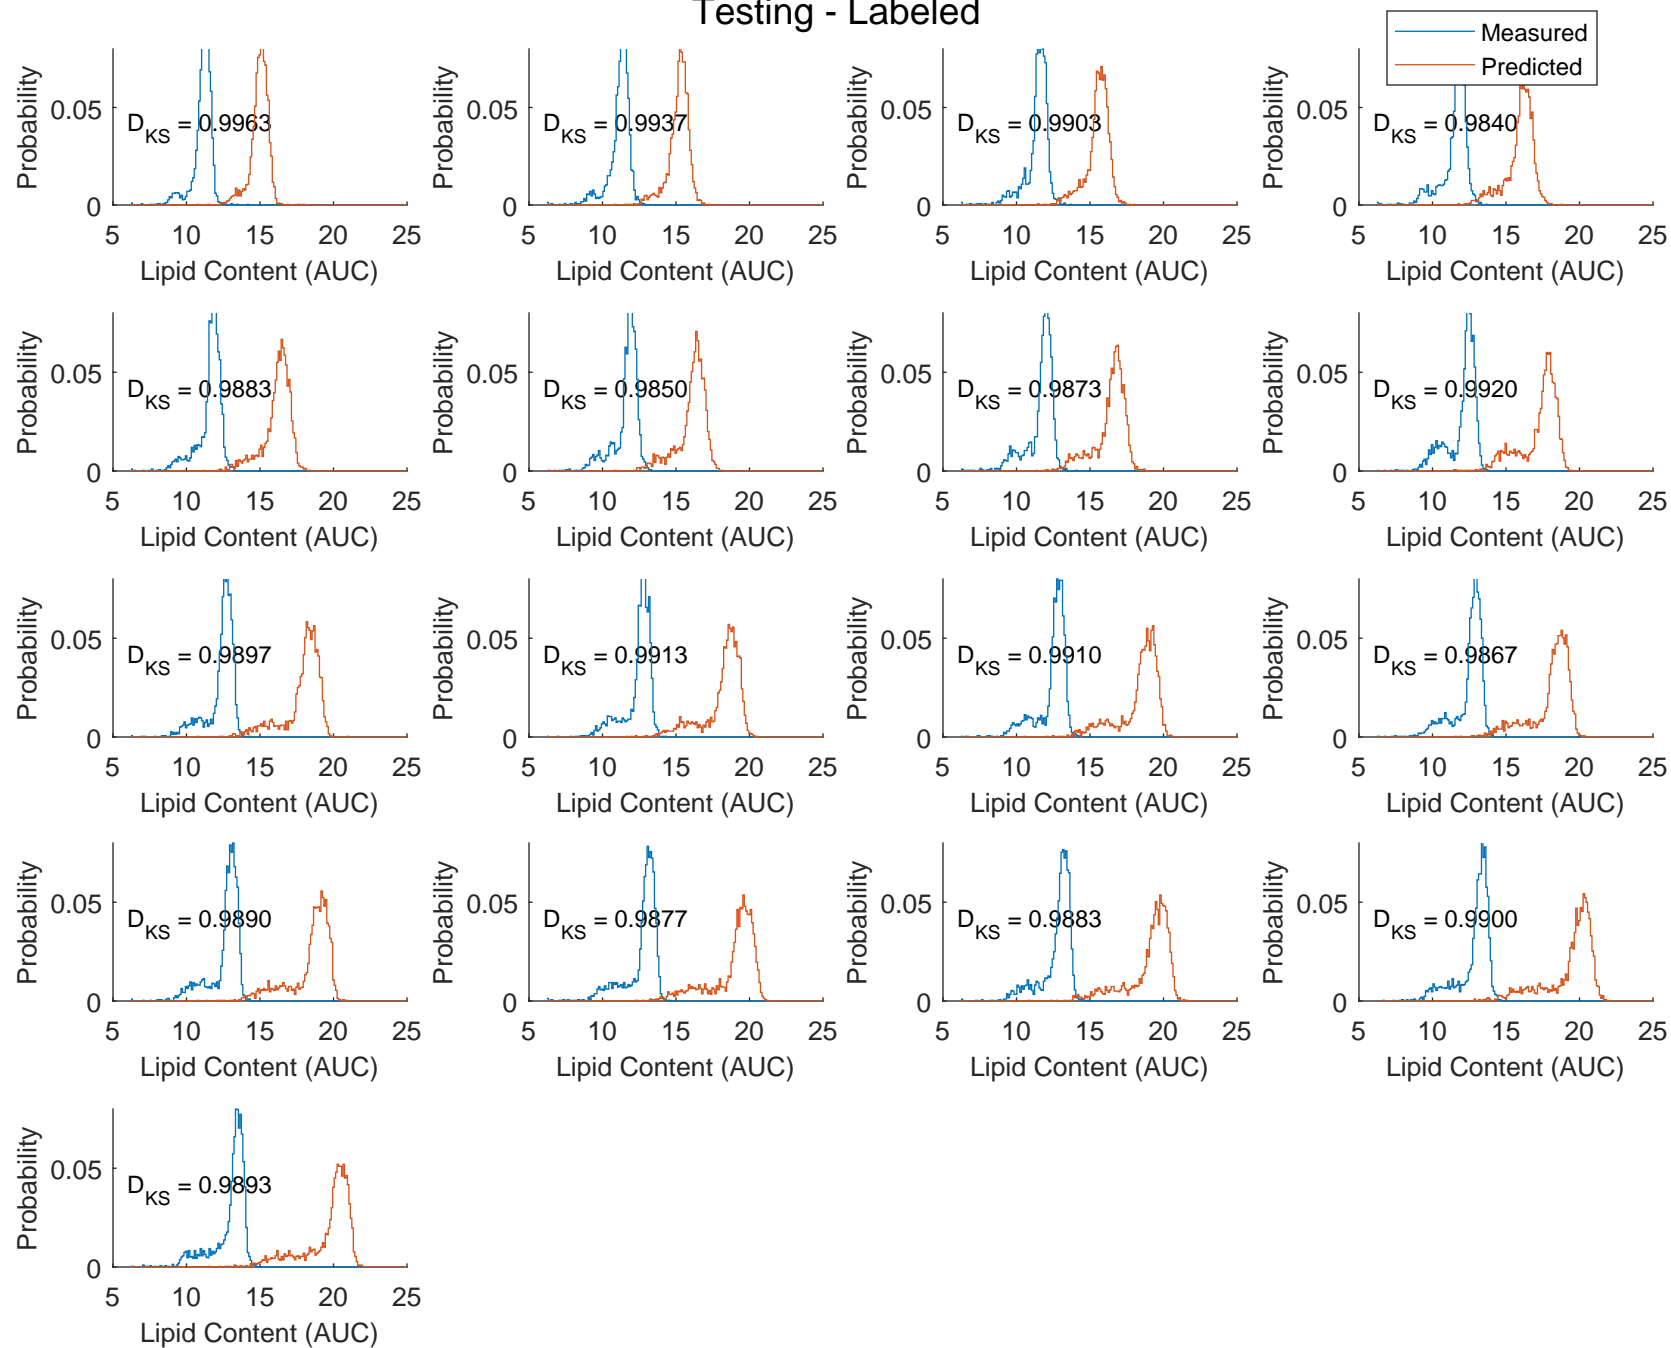 Testing - Labeled
Measured
Predicted
Probability
0.05
0
D_KS = 0.9963
5 10 15 20 25
Lipid Content (AUC)
Probability
0.05
0
D_KS = 0.9937
5 10 15 20 25
Lipid Content (AUC)
Probability
0.05
0
D_KS = 0.9903
5 10 15 20 25
Lipid Content (AUC)
Probability
0.05
0
D_KS = 0.9840
5 10 15 20 25
Lipid Content (AUC)
Probability
0.05
0
D_KS = 0.9883
5 10 15 20 25
Lipid Content (AUC)
Probability
0.05
0
D_KS = 0.9850
5 10 15 20 25
Lipid Content (AUC)
Probability
0.05
0
D_KS = 0.9873
5 10 15 20 25
Lipid Content (AUC)
Probability
0.05
0
D_KS = 0.9920
5 10 15 20 25
Lipid Content (AUC)
Probability
0.05
0
D_KS = 0.9897
5 10 15 20 25
Lipid Content (AUC)
Probability
0.05
0
D_KS = 0.9913
5 10 15 20 25
Lipid Content (AUC)
Probability
0.05
0
D_KS = 0.9910
5 10 15 20 25
Lipid Content (AUC)
Probability
0.05
0
D_KS = 0.9867
5 10 15 20 25
Lipid Content (AUC)
Probability
0.05
0
D_KS = 0.9890
5 10 15 20 25
Lipid Content (AUC)
Probability
0.05
0
D_KS = 0.9877
5 10 15 20 25
Lipid Content (AUC)
Probability
0.05
0
D_KS = 0.9883
5 10 15 20 25
Lipid Content (AUC)
Probability
0.05
0
D_KS = 0.9900
5 10 15 20 25
Lipid Content (AUC)
Probability
0.05
0
D_KS = 0.9893
5 10 15 20 25
Lipid Content (AUC)